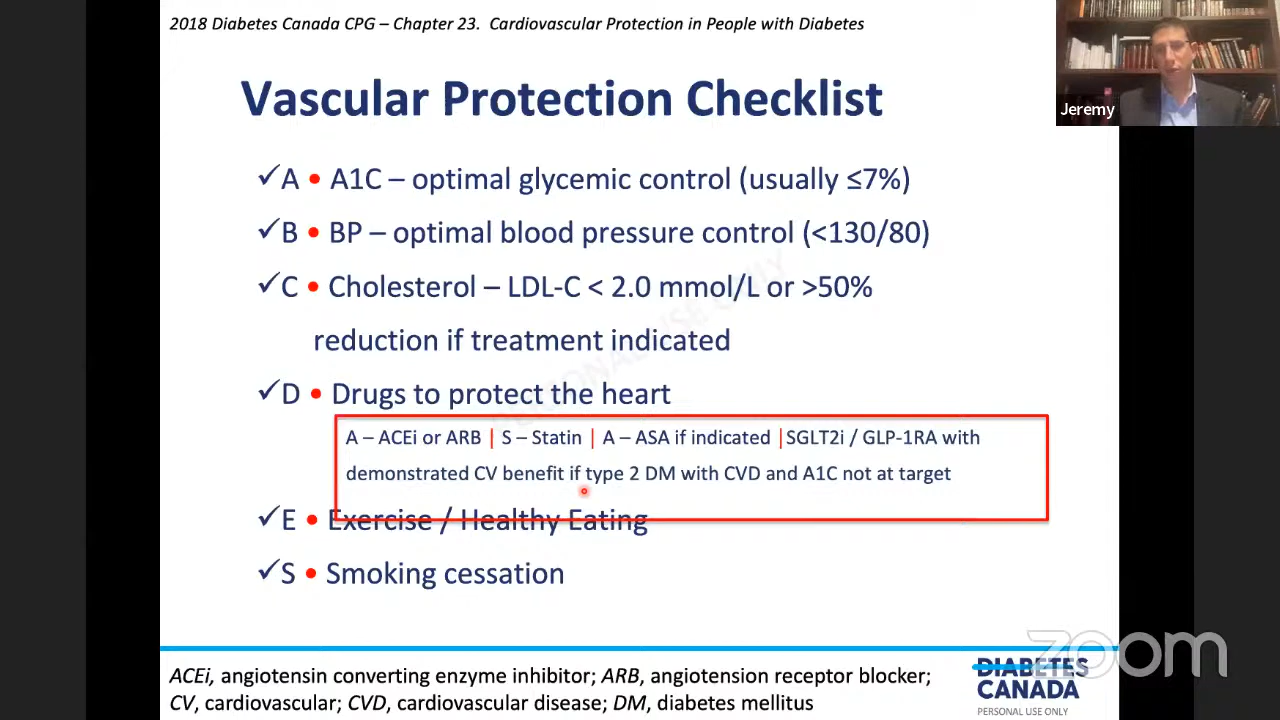 2018 Diabetes Canada CPG – Chapter 23. Cardiovascular Protection in People with Diabetes
Jeremy
Vascular Protection Checklist
✓A • A1C – optimal glycemic control (usually ≤7%)
✓B • BP – optimal blood pressure control (<130/80)
✓C • Cholesterol – LDL-C < 2.0 mmol/L or >50%
reduction if treatment indicated
✓D • Drugs to protect the heart
A – ACEi or ARB | S – Statin | A – ASA if indicated |SGLT2i / GLP-1RA with
demonstrated CV benefit if type 2 DM with CVD and A1C not at target
✓E • Exercise / Healthy Eating
✓S • Smoking cessation
PERSONAL USE ONLY
ACEi, angiotensin converting enzyme inhibitor; ARB, angiotension receptor blocker;
CV, cardiovascular; CVD, cardiovascular disease; DM, diabetes mellitus
zoom
DIABETES
CANADA
PERSONAL USE ONLY